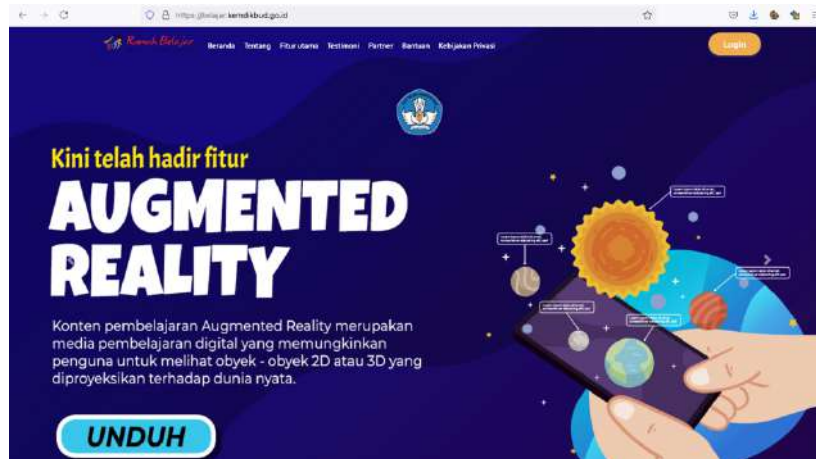 https://belajar.kemdikbud.go.id
Rumah Belajar
Beranda Tentang Fitur utama Testimoni Partner Bantuan Kebijakan Privasi
Login
Kini telah hadir fitur
AUGMENTED
REALITY
Konten pembelajaran Augmented Reality merupakan
media pembelajaran digital yang memungkinkan
penguna untuk melihat obyek - obyek 2D atau 3D yang
diproyeksikan terhadap dunia nyata.
UNDUH